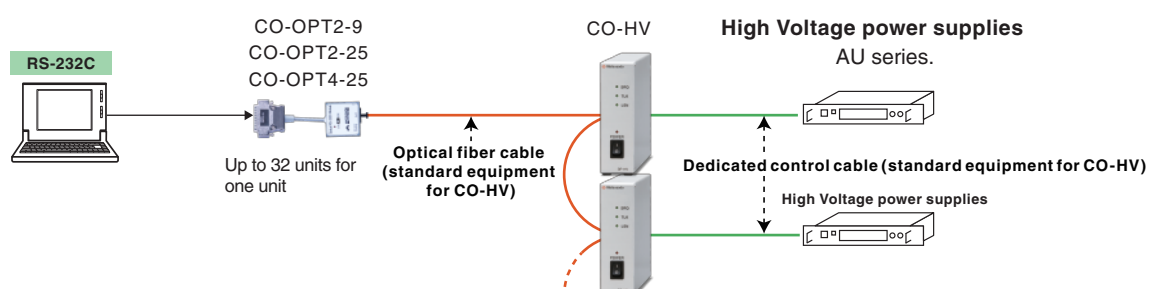 CO-OPT2-9
CO-OPT2-25
CO-OPT4-25
CO-HV
High Voltage power supplies
AU series.
RS-232C
Up to 32 units for
one unit
Optical fiber cable
(standard equipment
for CO-HV)
Dedicated control cable (standard equipment for CO-HV)
High Voltage power supplies
POWER
POWER